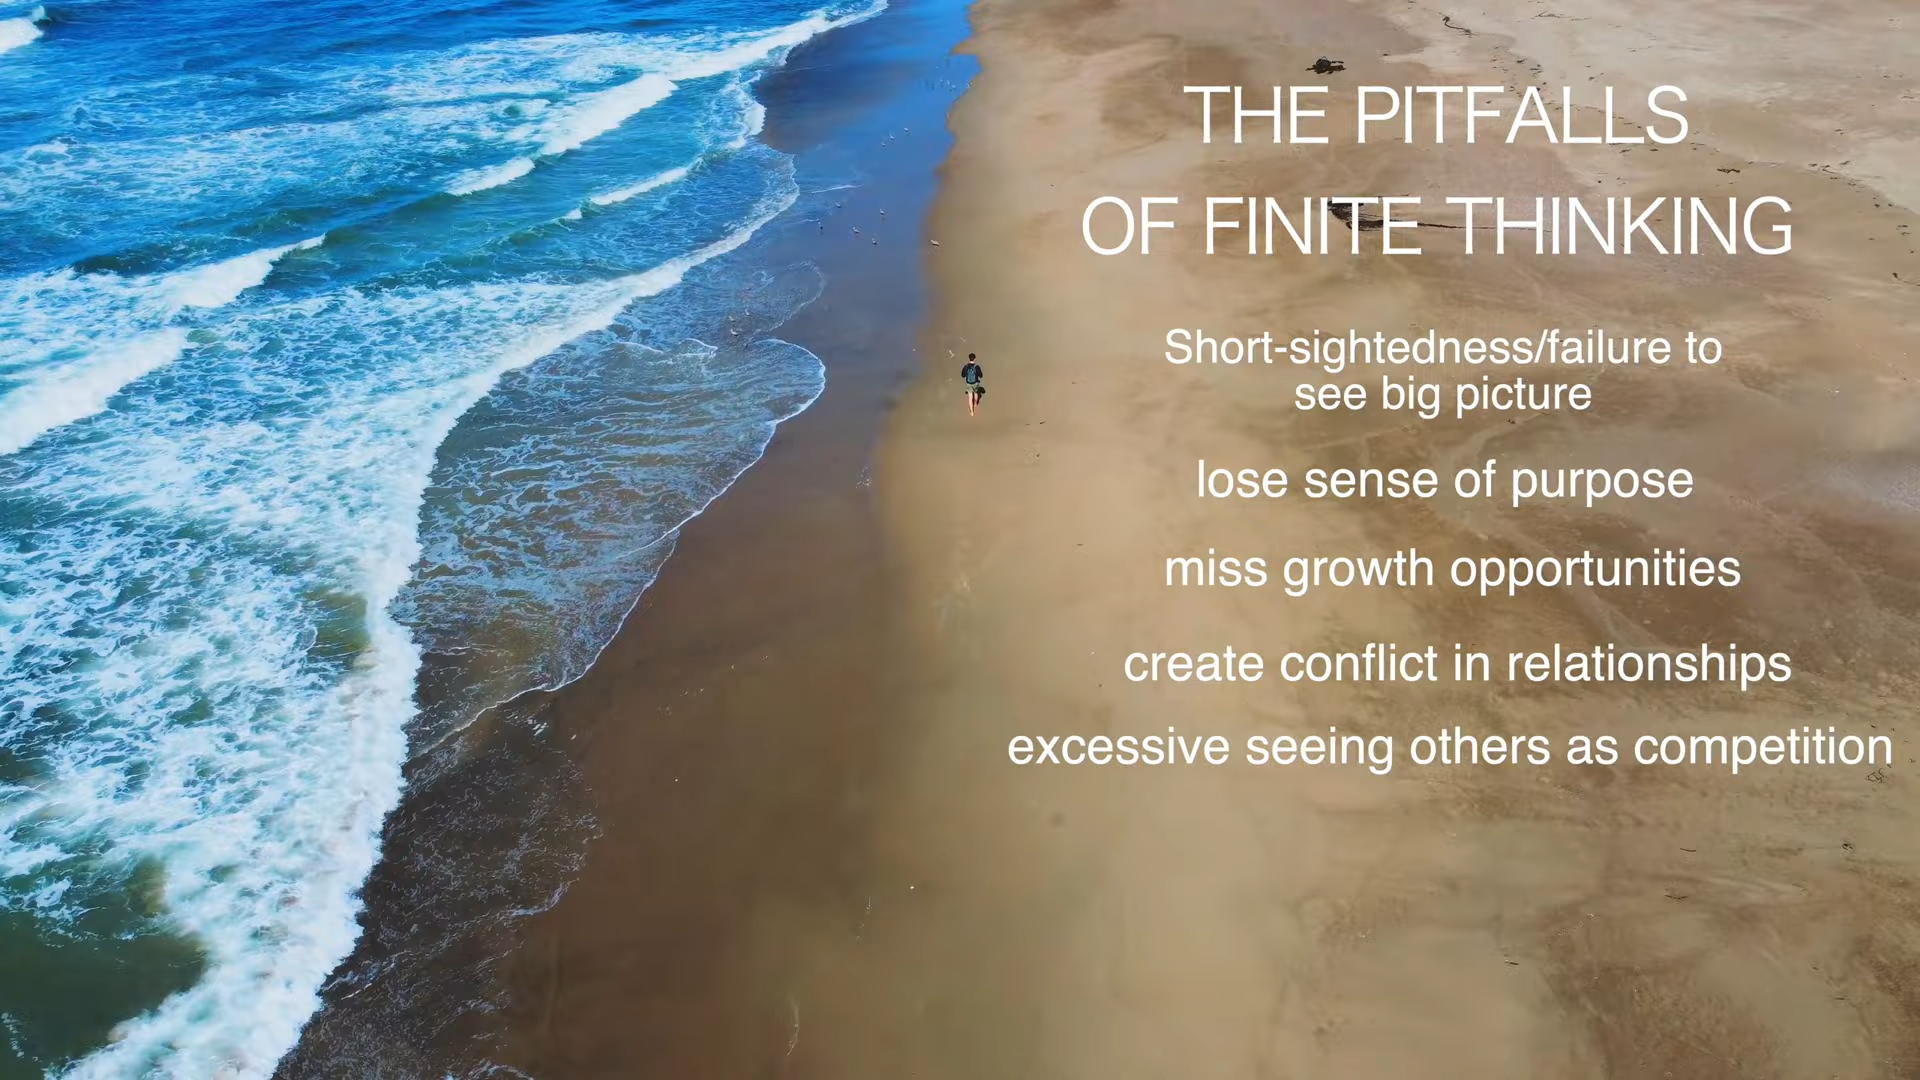 THE PITFALLS
OF FINITE THINKING
Short-sightedness/failure to
see big picture
lose sense of purpose
miss growth opportunities
create conflict in relationships
excessive seeing others as competition